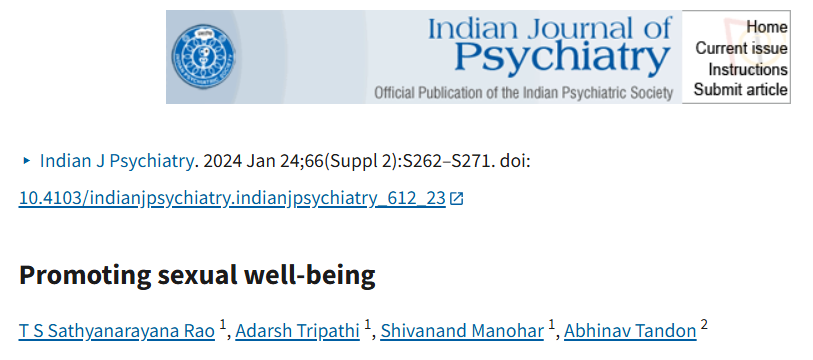 Indian Journal of
Psychiatry
Official Publication of the Indian Psychiatric Society
Home
Current issue
Instructions
Submit article
‣ Indian J Psychiatry. 2024 Jan 24;66(Suppl 2):S262–S271. doi:
10.4103/indianjpsychiatry.indianjpsychiatry_612_23
Promoting sexual well-being
T S Sathyanarayana Rao 1, Adarsh Tripathi 1, Shivanand Manohar 1, Abhinav Tandon 2